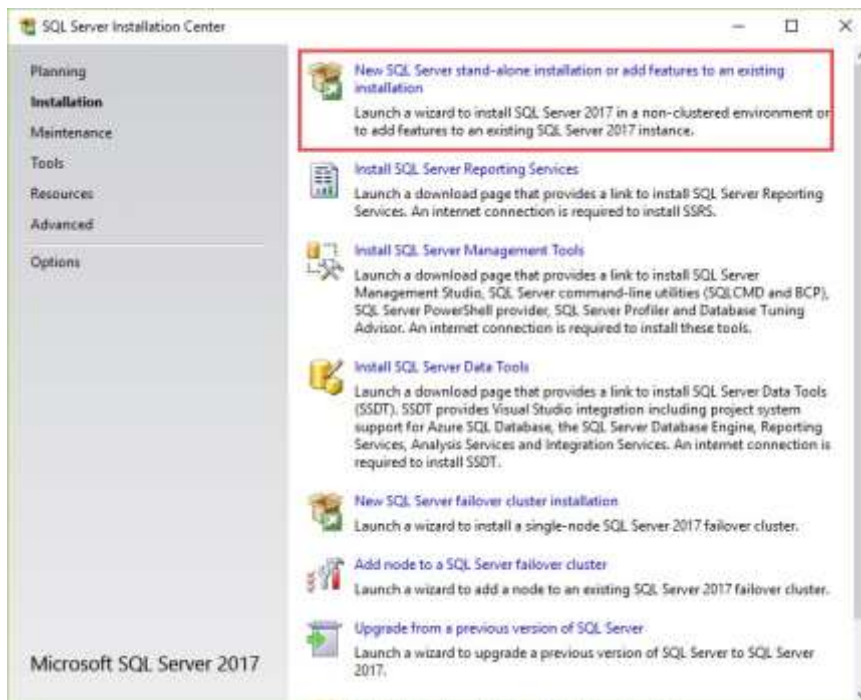 SQL Server Installation Center
Planning
Installation
Maintenance
Tools
Resources
Advanced
Options
Microsoft SQL Server 2017
New SQL Server stand-alone installation or add features to an existing
installation
Launch a wizard to install SQL Server 2017 in a non-clustered environment or
to add features to an existing SQL Server 2017 instance.
Install SQL Server Reporting Services
Launch a download page that provides a link to install SQL Server Reporting
Services. An internet connection is required to install SSRS.
Install SQL Server Management Tools
Launch a download page that provides a link to install SQL Server
Management Studio, SQL Server command-line utilities (SQLCMD and BCP),
SQL Server PowerShell provider, SQL Server Profiler and Database Tuning
Advisor. An internet connection is required to install these tools.
Install SQL Server Data Tools
Launch a download page that provides a link to install SQL Server Data Tools
(SSDT). SSDT provides Visual Studio integration including project system
support for Azure SQL Database, the SQL Server Database Engine, Reporting
Services, Analysis Services and Integration Services. An internet connection is
required to install SSDT.
New SQL Server failover cluster installation
Launch a wizard to install a single-node SQL Server 2017 failover cluster.
Add node to a SQL Server failover cluster
Launch a wizard to add a node to an existing SQL Server 2017 failover cluster.
Upgrade from a previous version of SQL Server
Launch a wizard to upgrade a previous version of SQL Server to SQL Server
2017.